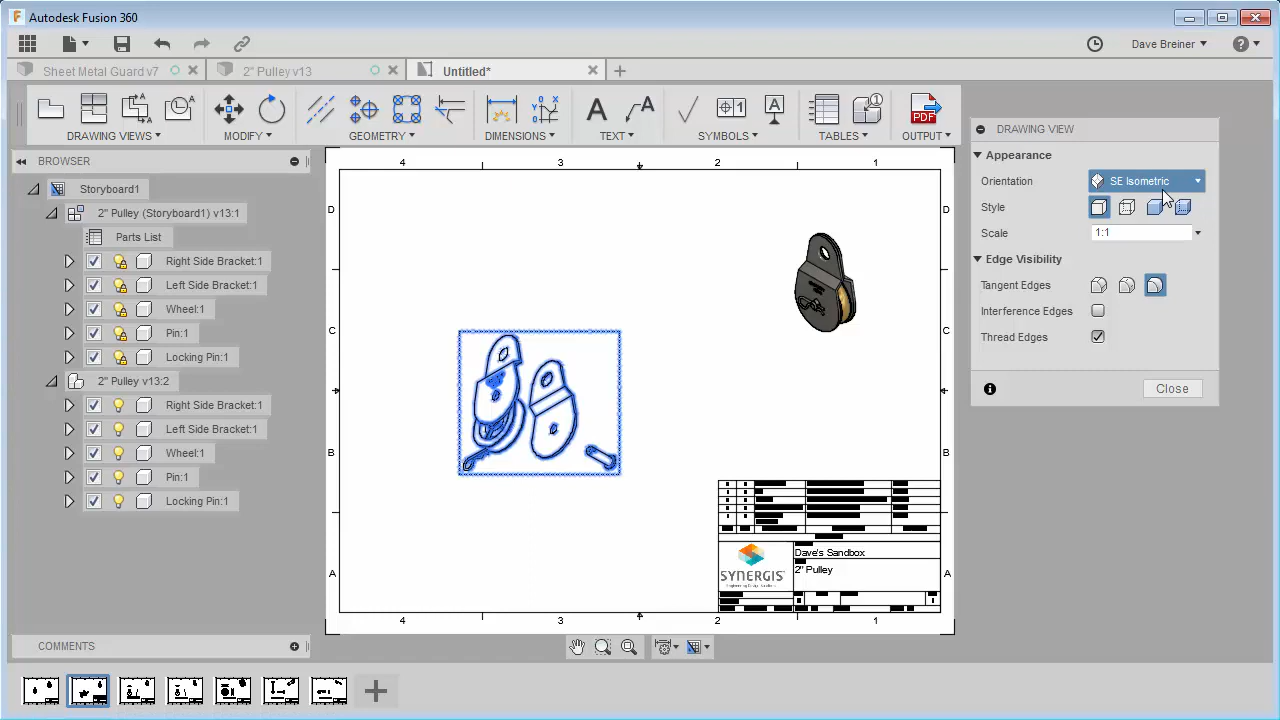 Autodesk Fusion 360
Dave Breiner
Sheet Metal Guard v7
2" Pulley v13
Untitled*
DRAWING VIEWS
MODIFY
GEOMETRY
DIMENSIONS
TEXT
SYMBOLS
TABLES
PDF
OUTPUT
BROWSER
Storyboard1
2" Pulley (Storyboard1) v13:1
Parts List
Right Side Bracket:1
Left Side Bracket:1
Wheel:1
Pin:1
Locking Pin:1
2" Pulley v13:2
Right Side Bracket:1
Left Side Bracket:1
Wheel:1
Pin:1
Locking Pin:1
COMMENTS
4 3 2 1
D D
C C
B B
A A
4 3 2 1
SYNERGIS
Dave's Sandbox
2" Pulley
DRAWING VIEW
Appearance
Orientation SE Isometric
Style
Scale 1:1
Edge Visibility
Tangent Edges
Interference Edges
Thread Edges
Close